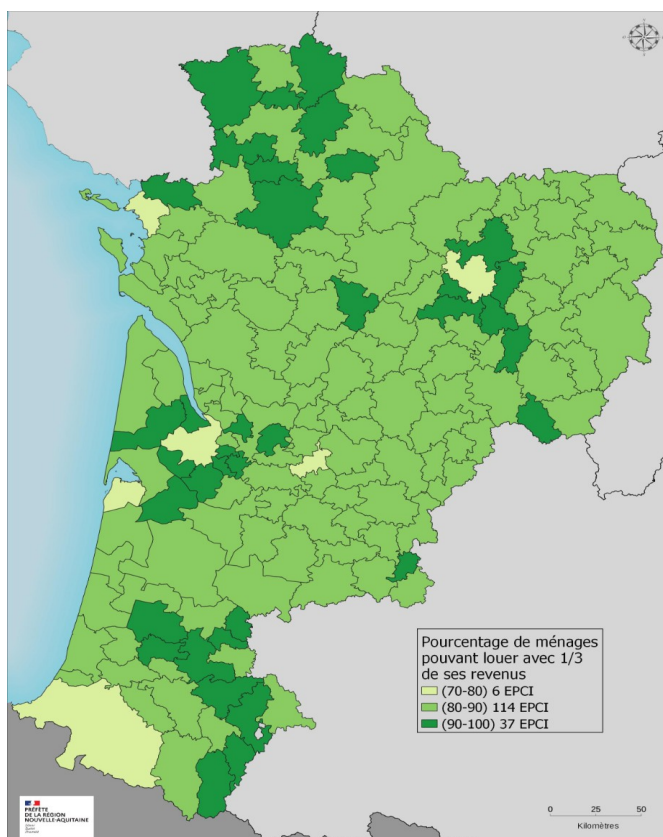 Pourcentage de ménages
pouvant louer avec 1/3
de ses revenus
(70-80) 6 EPCI
(80-90) 114 EPCI
(90-100) 37 EPCI
PRÉFÈTE
DE LA RÉGION
NOUVELLE-AQUITAINE
0 25 50
Kilomètres